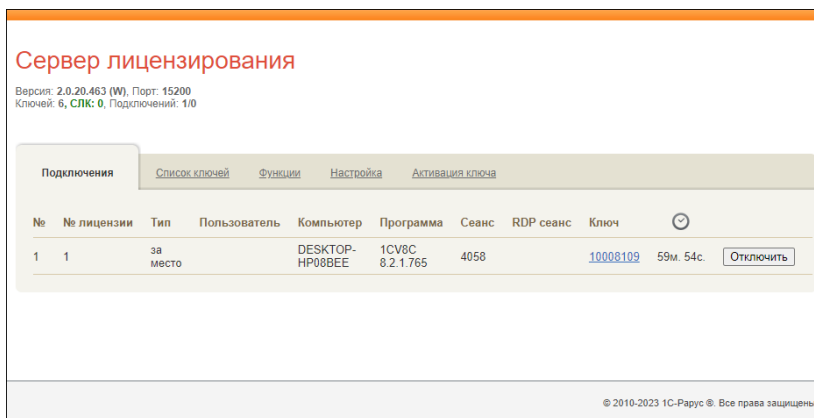 Сервер лицензирования
Версия: 2.0.20.463 (W), Порт: 15200
Ключей: 6, СЛК: 0, Подключений: 1/0
Подключения Список ключей Функции Настройка Активация ключа
№ № лицензии Тип Пользователь Компьютер Программа Сеанс RDP сеанс Ключ
1 1 за место DESKTOP-HP08BEE 1CV8C 8.2.1.765 4058 10008109 59м. 54с. Отключить
© 2010-2023 1С-Рарус ®. Все права защищены